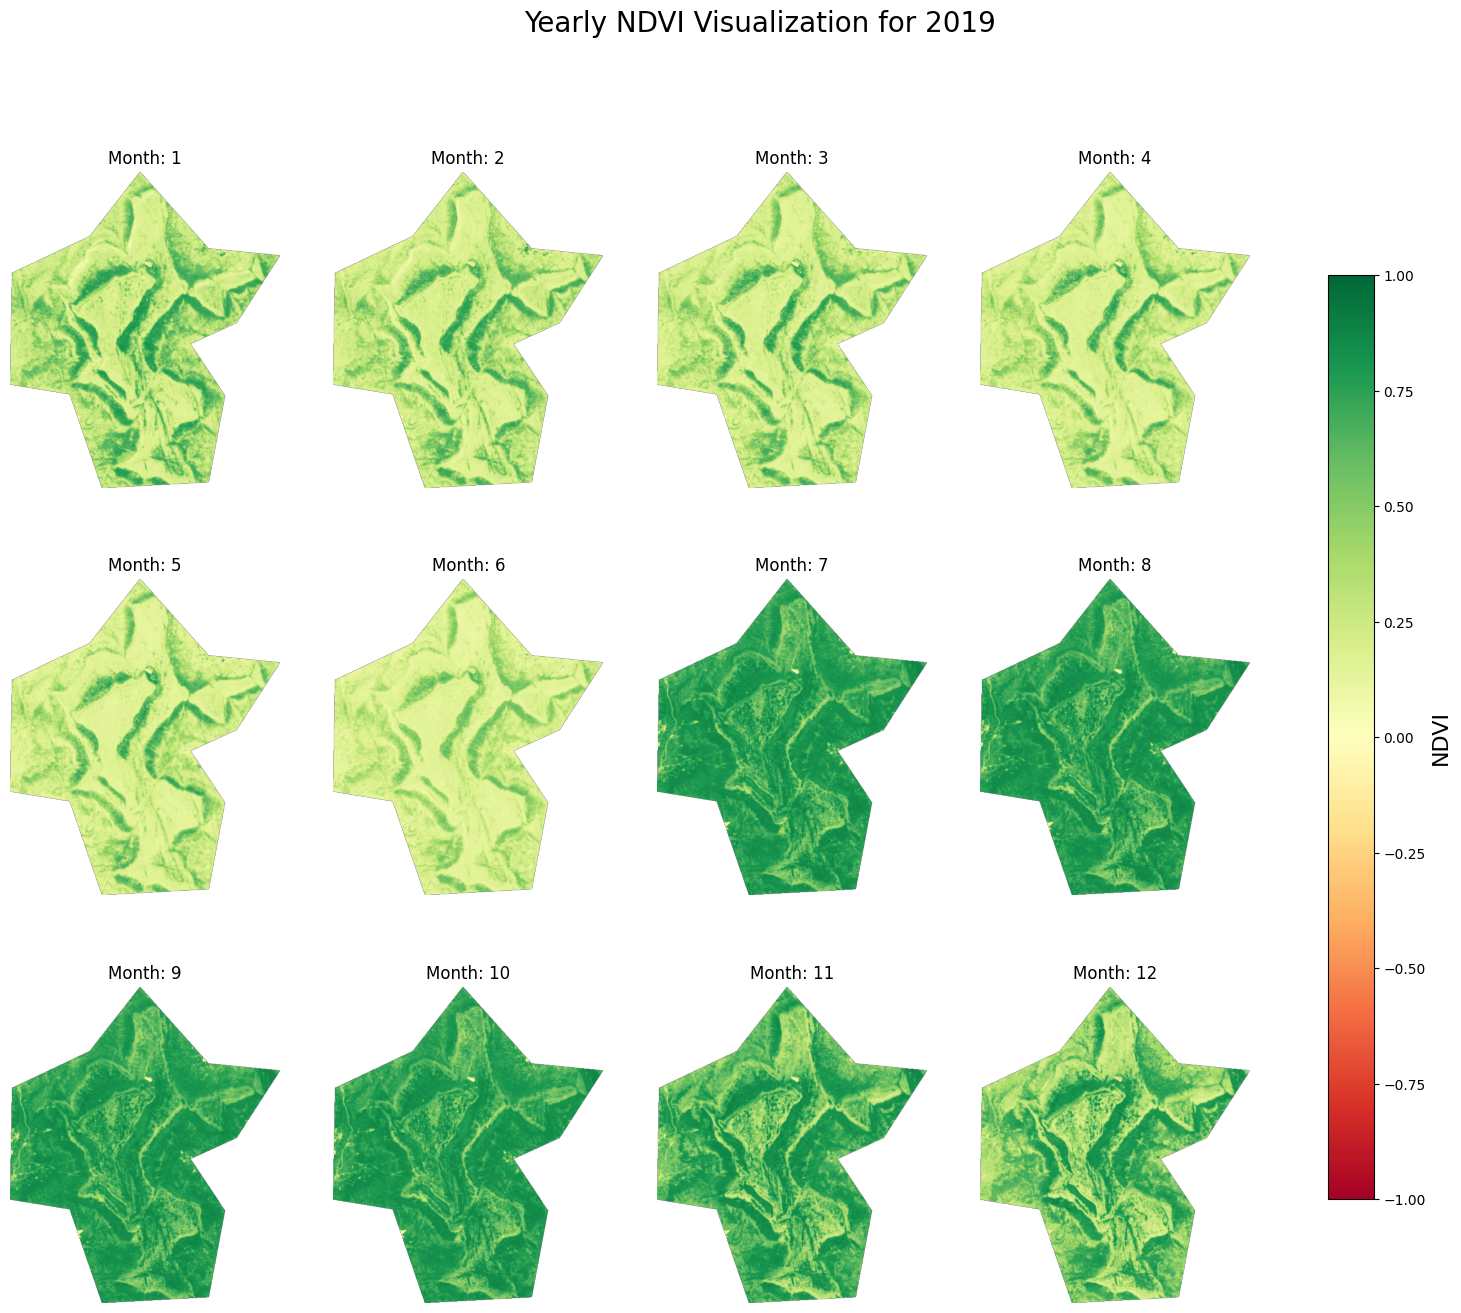 Yearly NDVI Visualization for 2019
Month: 1
Month: 2
Month: 3
Month: 4
Month: 5
Month: 6
Month: 7
Month: 8
Month: 9
Month: 10
Month: 11
Month: 12
1.00
0.75
0.50
0.25
0.00
−0.25
−0.50
−0.75
−1.00
NDVI